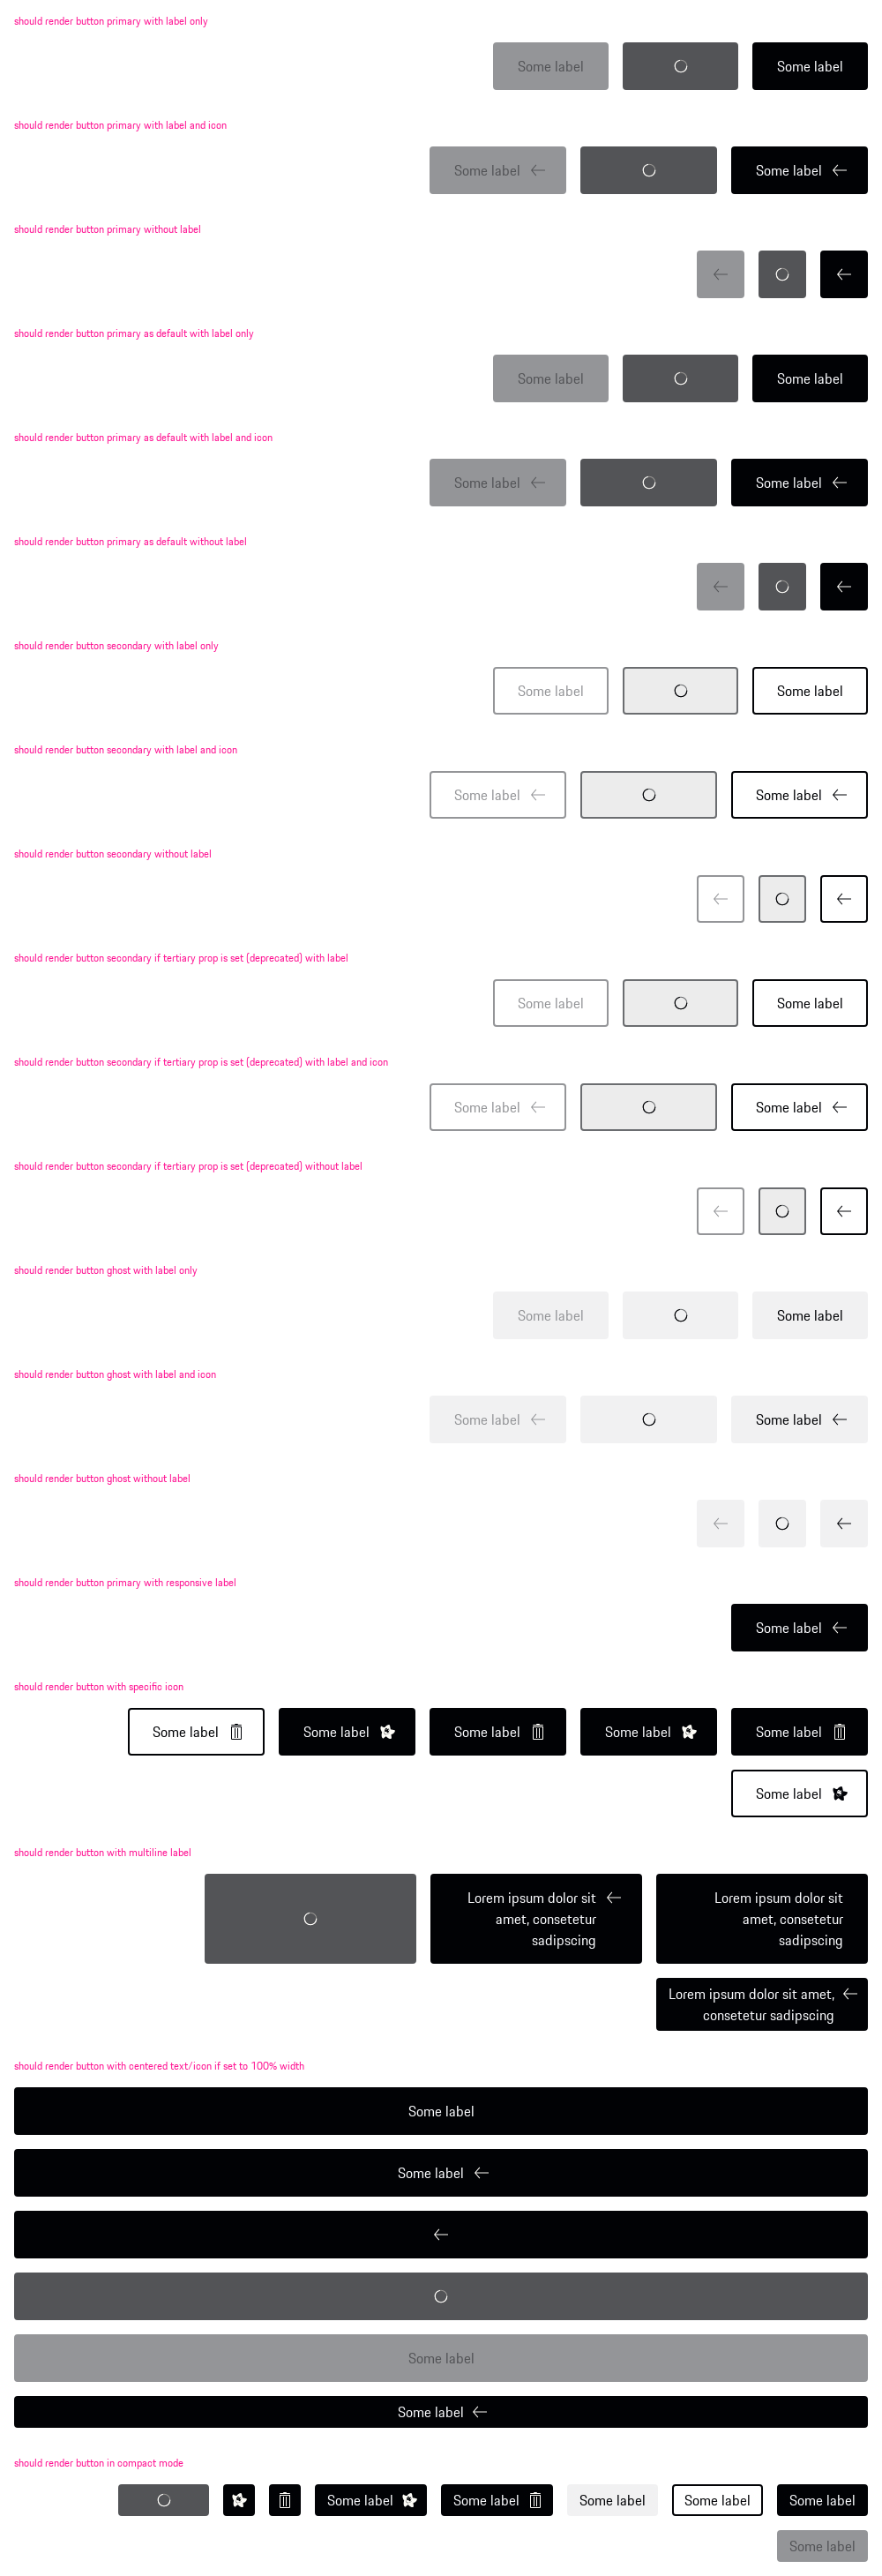 should render button primary with label only
Some label Some label
should render button primary with label and icon
Some label Some label
should render button primary without label
should render button primary as default with label only
Some label Some label
should render button primary as default with label and icon
Some label Some label
should render button primary as default without label
should render button secondary with label only
Some label Some label
should render button secondary with label and icon
Some label Some label
should render button secondary without label
should render button secondary if tertiary prop is set (deprecated) with label
Some label Some label
should render button secondary if tertiary prop is set (deprecated) with label and icon
Some label Some label
should render button secondary if tertiary prop is set (deprecated) without label
should render button ghost with label only
Some label Some label
should render button ghost with label and icon
Some label Some label
should render button ghost without label
should render button primary with responsive label
Some label
should render button with specific icon
Some label Some label Some label Some label Some label
Some label
should render button with multiline label
Lorem ipsum dolor sit
amet, consetetur
sadipscing
Lorem ipsum dolor sit
amet, consetetur
sadipscing
Lorem ipsum dolor sit amet,
consetetur sadipscing
should render button with centered text/icon if set to 100% width
Some label
Some label
Some label
Some label
should render button in compact mode
Some label Some label Some label Some label Some label
Some label